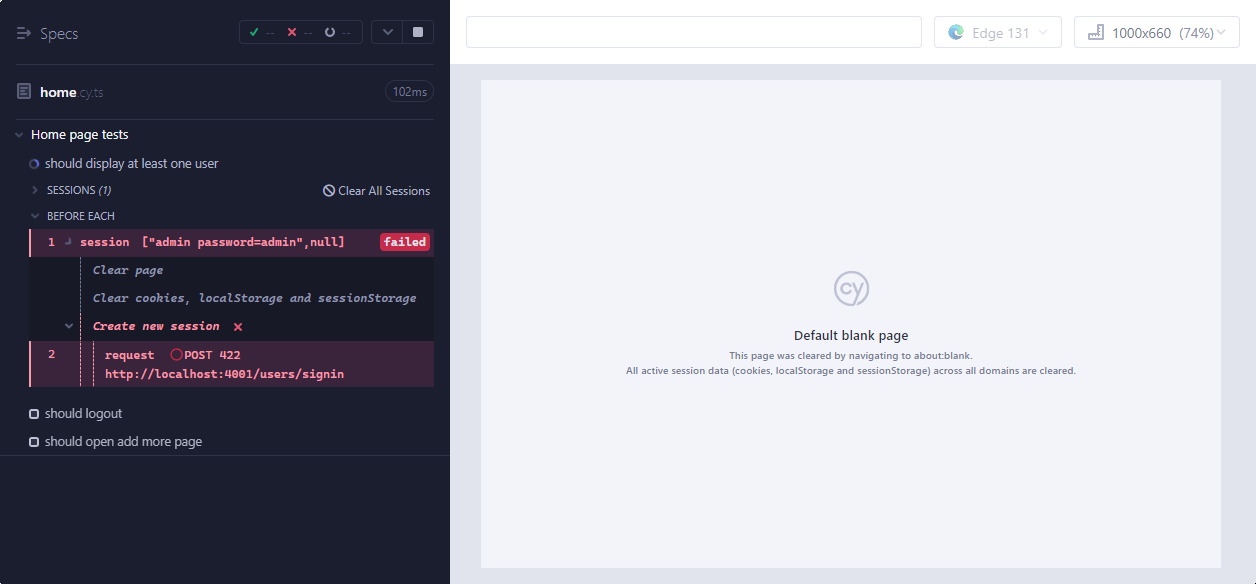 Specs
-- -- --
Edge 131
1000x660 (74%)
home.cy.ts
102ms
Home page tests
should display at least one user
SESSIONS (1)
Clear All Sessions
BEFORE EACH
1 session ["admin password=admin",null] failed
Clear page
Clear cookies, localStorage and sessionStorage
Create new session
2 request POST 422
http://localhost:4001/users/signin
should logout
should open add more page
cy
Default blank page
This page was cleared by navigating to about:blank.
All active session data (cookies, localStorage and sessionStorage) across all domains are cleared.